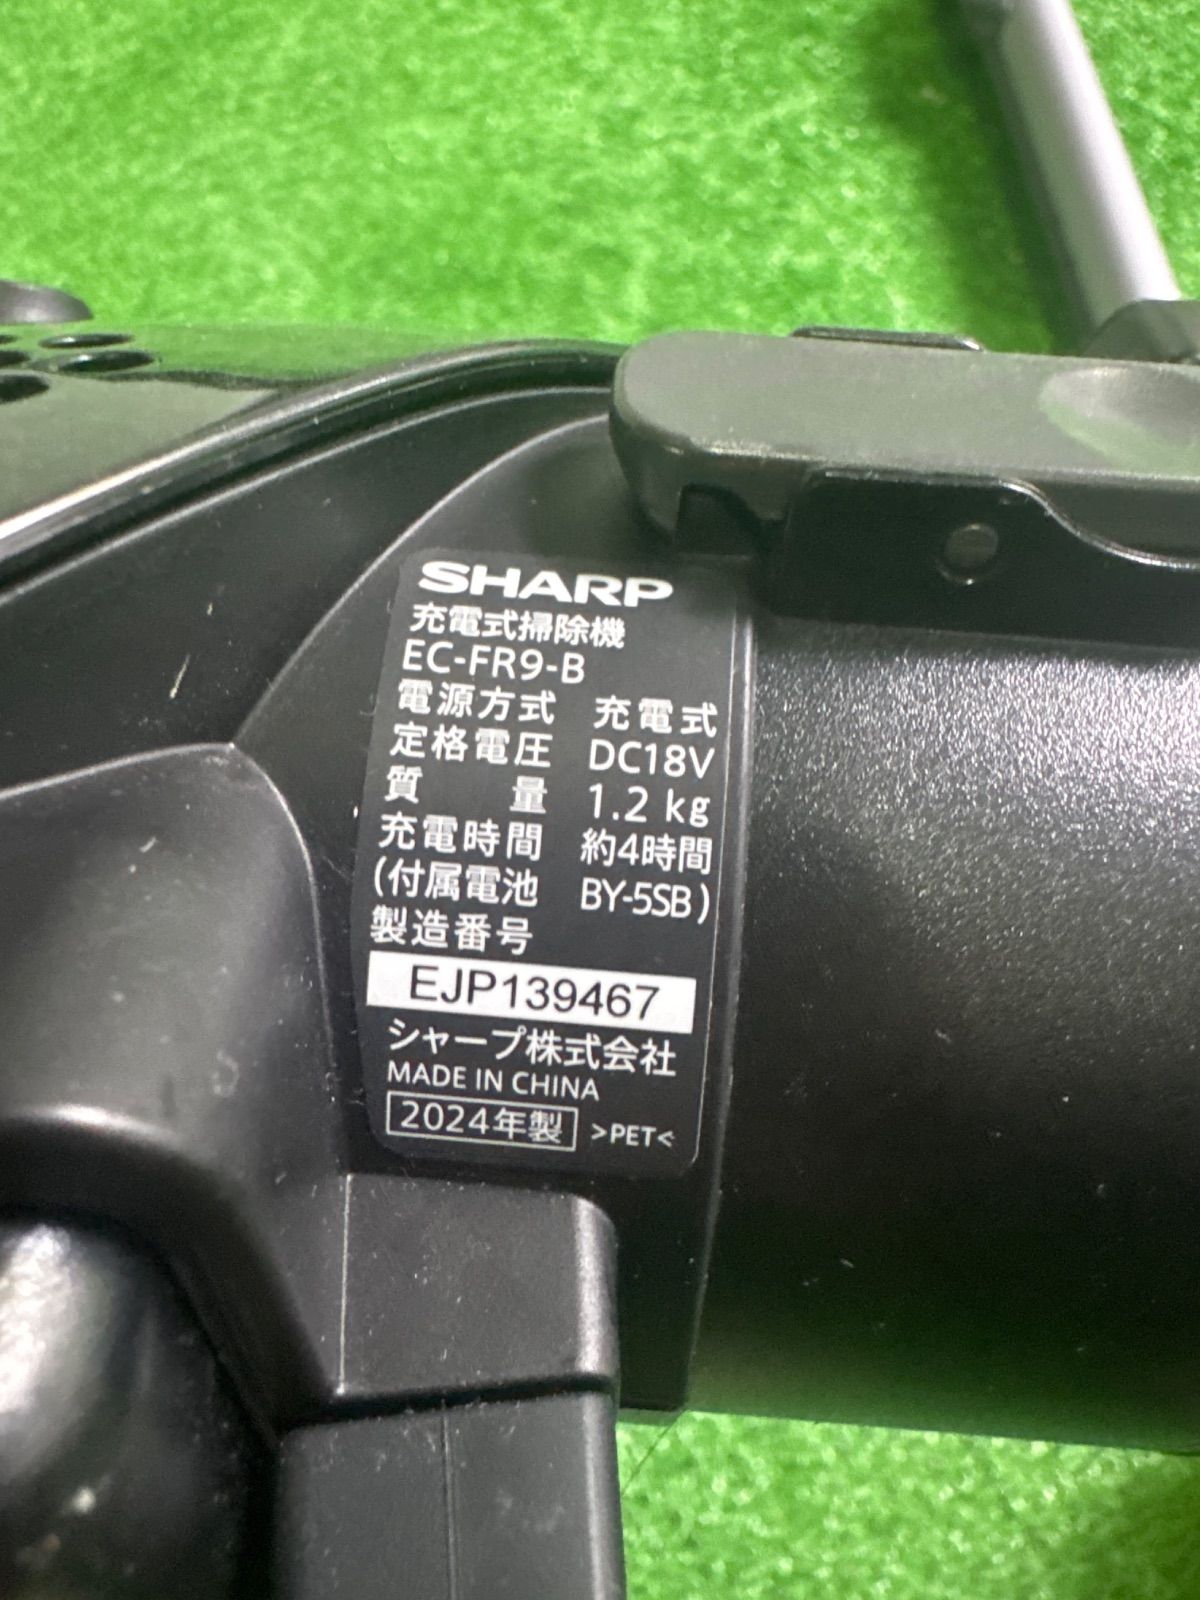 SHARP
充電式掃除機
EC-FR9-B
電源方式 充電式
定格電圧 DC18V
質量 1.2 kg
充電時間 約4時間
(付属電池 BY-5SB)
製造番号
EJP139467
シャープ株式会社
MADE IN CHINA
2024年製 >PET<